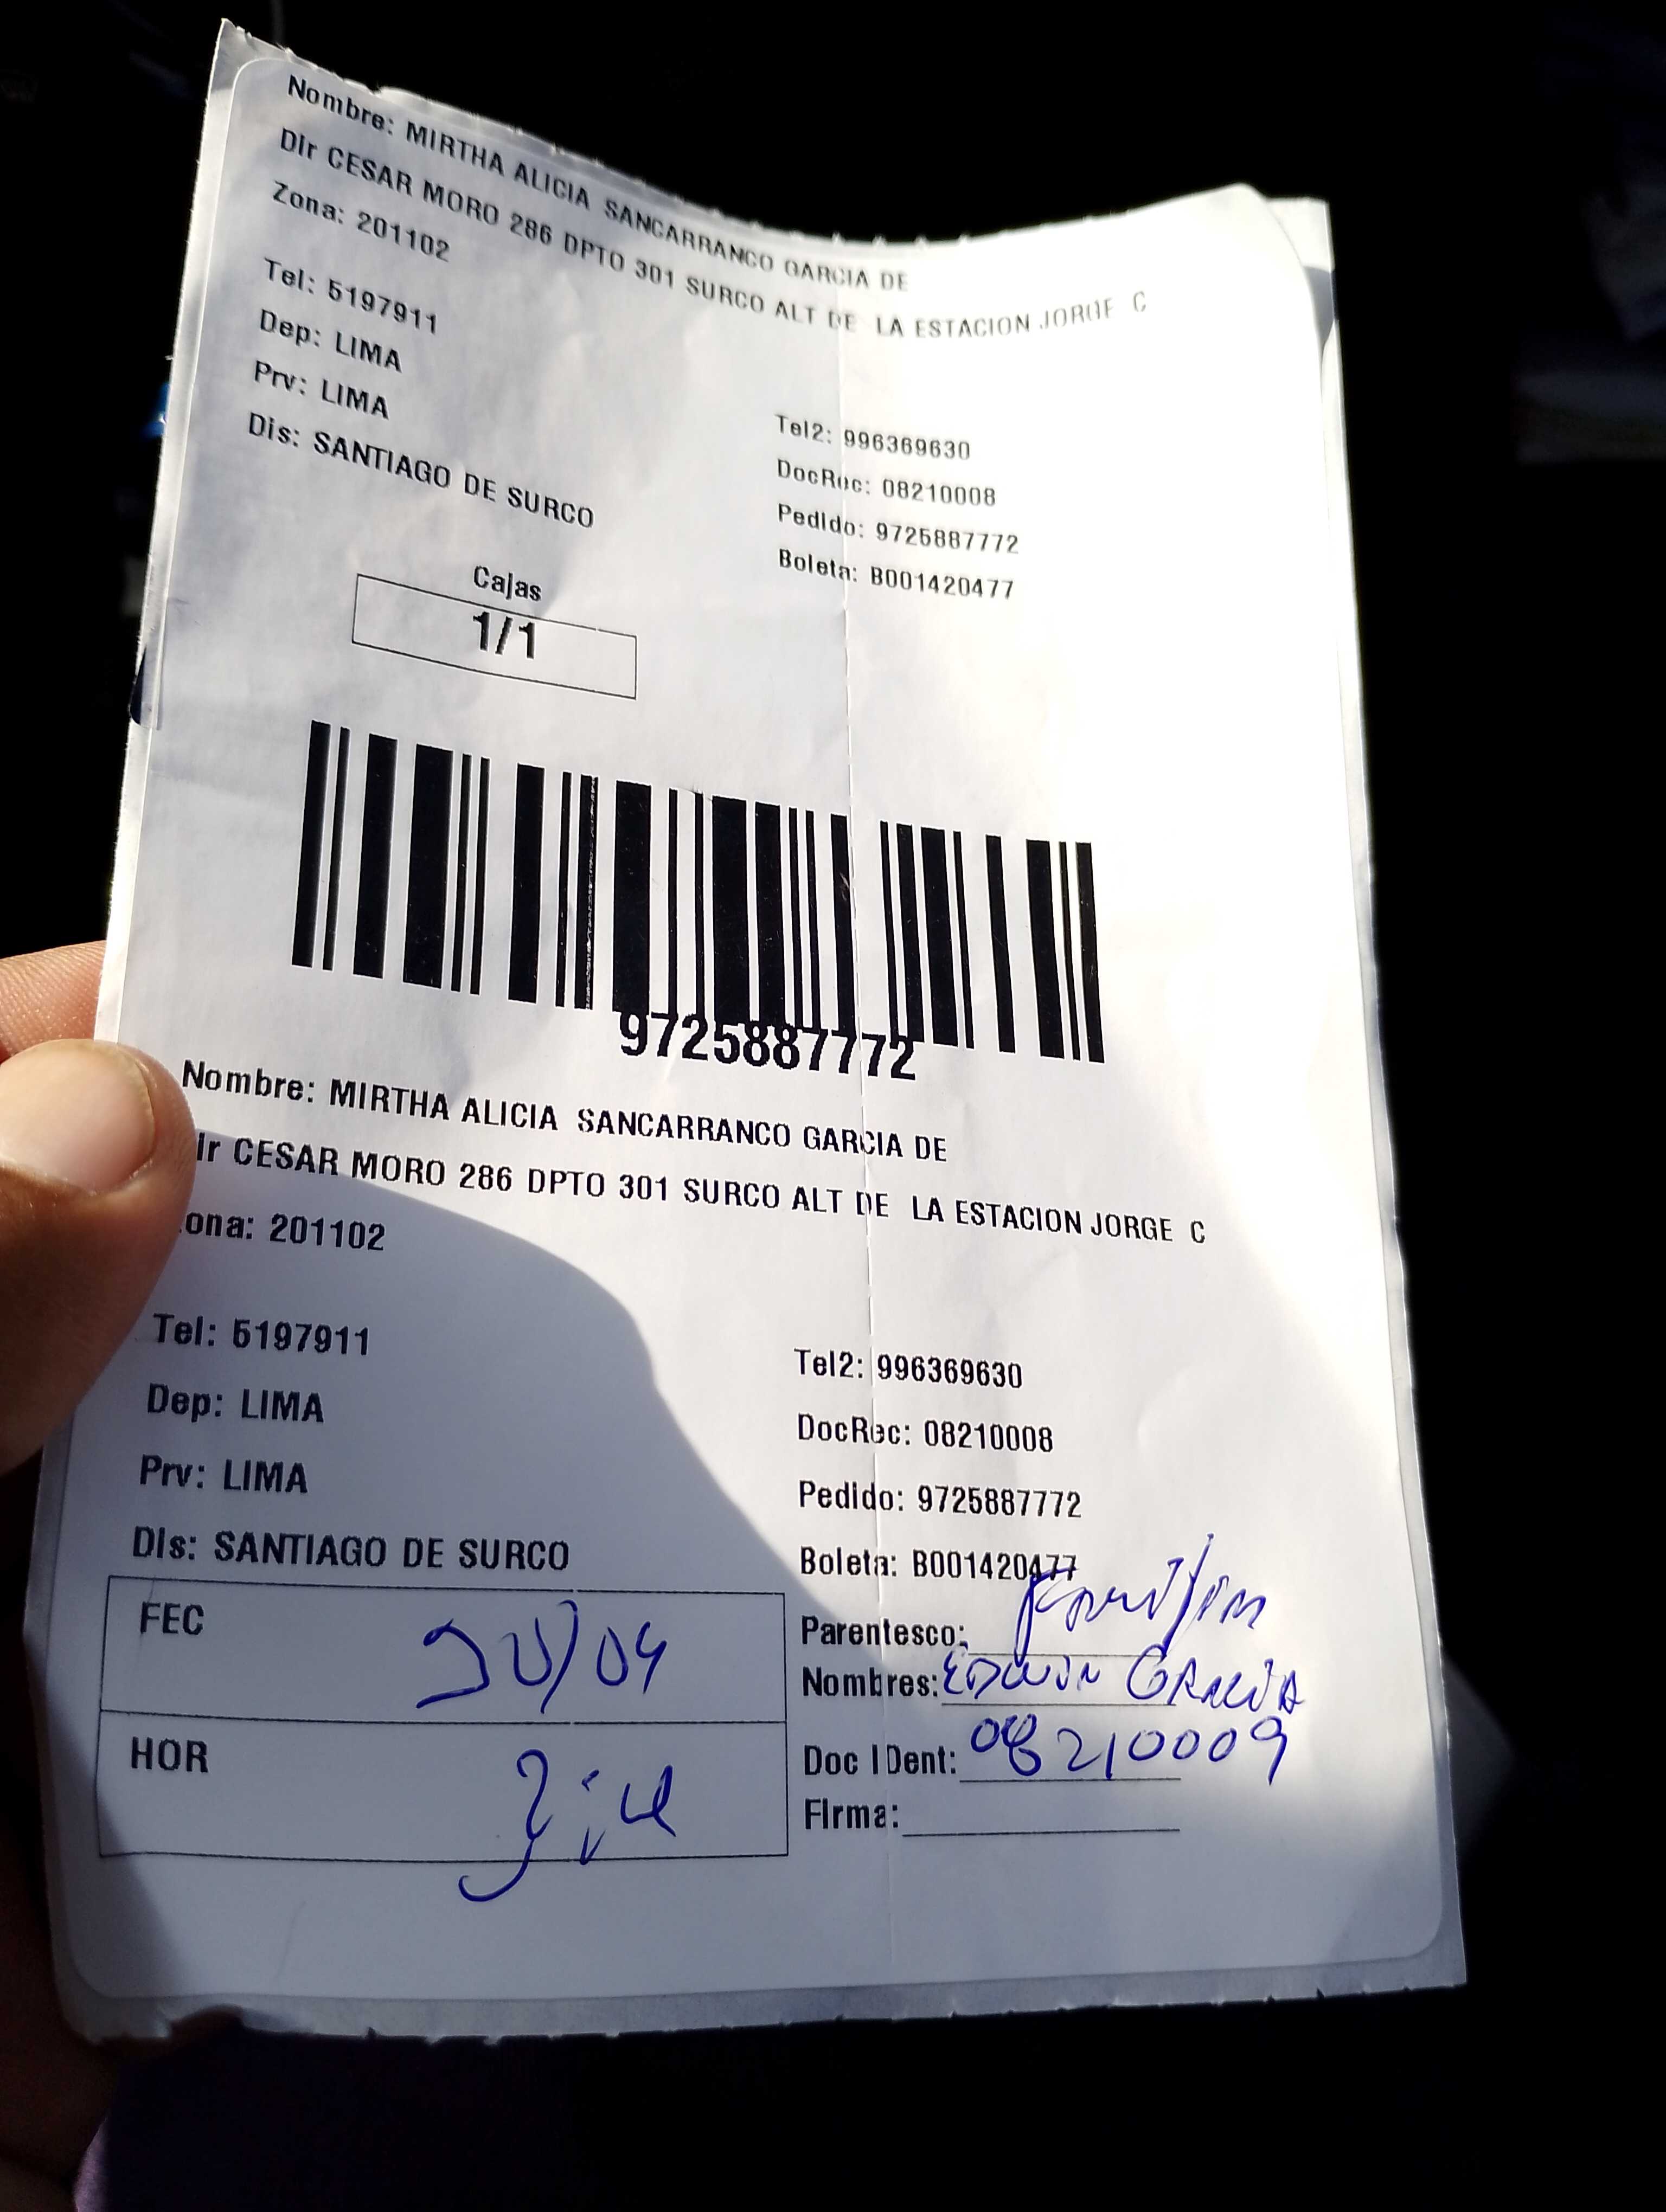 Nombre: MIRTHA ALICIA SANCARRANCO GARCIA DE
Dir CESAR MORO 286 DPTO 301 SURCO ALT DE LA ESTACION JORGE C
Zona: 201102
Tel: 5197911
Dep: LIMA
Prv: LIMA
Dis: SANTIAGO DE SURCO
Tel2: 996369630
DocRec: 08210008
Pedido: 9725887772
Boleta: B001420477
Cajas
1/1
9725887772
Nombre: MIRTHA ALICIA SANCARRANCO GARCIA DE
ir CESAR MORO 286 DPTO 301 SURCO ALT DE LA ESTACION JORGE C
ona: 201102
Tel: 5197911
Dep: LIMA
Prv: LIMA
Dis: SANTIAGO DE SURCO
Tel2: 996369630
DocRec: 08210008
Pedido: 9725887772
Boleta: B001420477
FEC
HOR
Parentesco:
Nombres: EDWIN GARCIA
Doc IDent: 08210009
Firma: